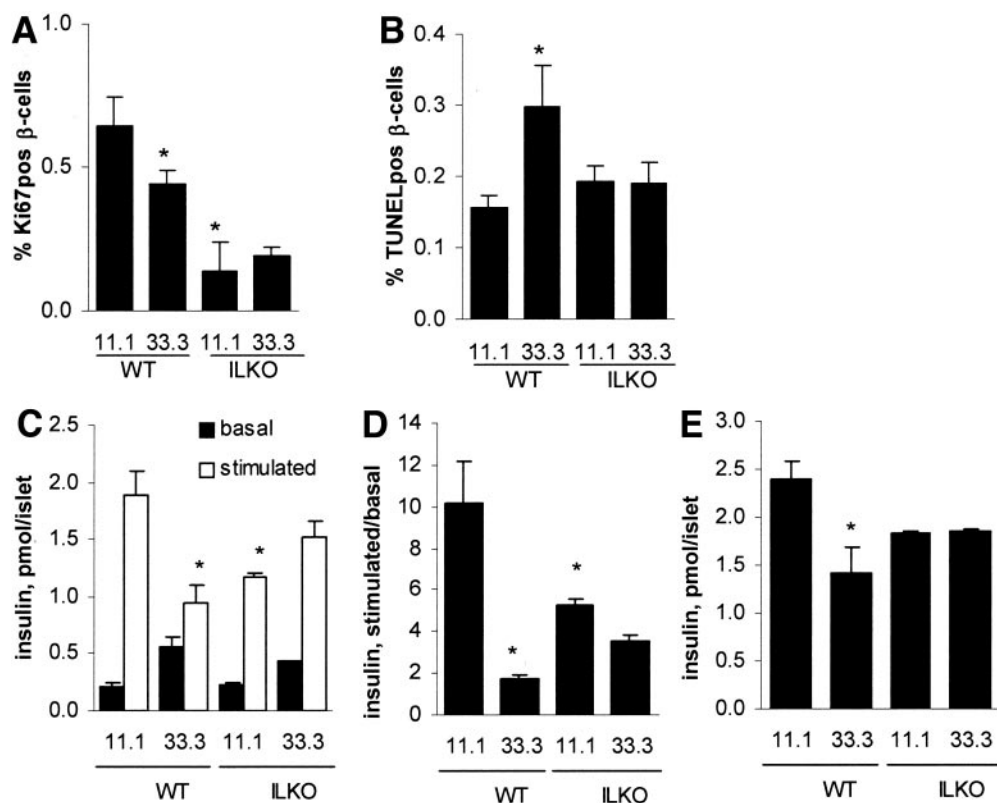 A
% Ki67pos β-cells
1.0
0.5
0.0
*
*
11.1 33.3 11.1 33.3
WT ILKO
B
% TUNELpos β-cells
0.4
0.3
0.2
0.1
0.0
*
11.1 33.3 11.1 33.3
WT ILKO
C
insulin, pmol/islet
2.5
2.0
1.5
1.0
0.5
0.0
basal
stimulated
*
*
11.1 33.3 11.1 33.3
WT ILKO
D
insulin, stimulated/basal
14
12
10
8
6
4
2
0
*
*
11.1 33.3 11.1 33.3
WT ILKO
E
insulin, pmol/islet
3.0
2.5
2.0
1.5
1.0
0.5
0.0
*
11.1 33.3 11.1 33.3
WT ILKO